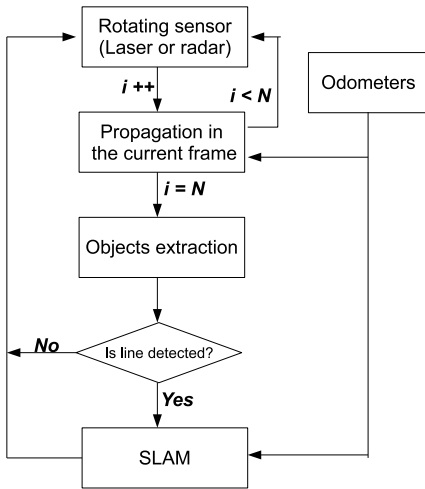 Rotating sensor
(Laser or radar)
i ++
i < N
Odometers
Propagation in
the current frame
i = N
Objects extraction
No
Is line detected?
Yes
SLAM